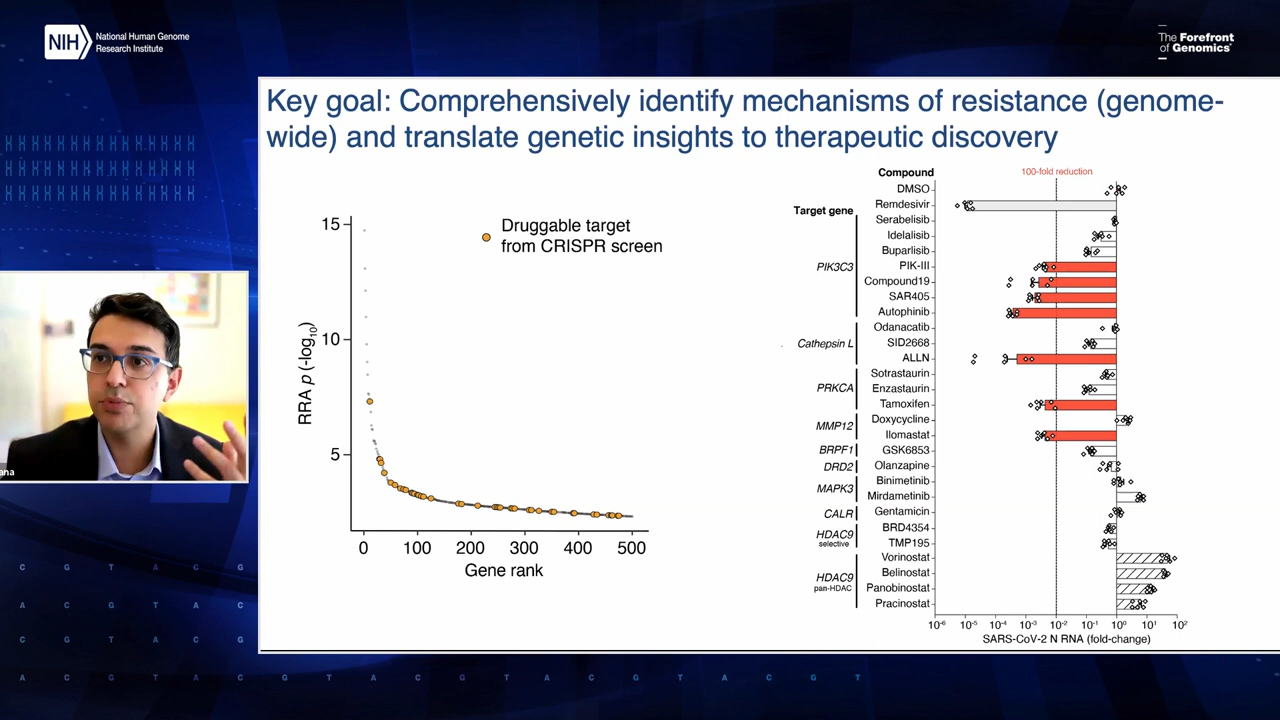 NIH
National Human Genome
Research Institute
The Forefront
of Genomics®
Key goal: Comprehensively identify mechanisms of resistance (genome-
wide) and translate genetic insights to therapeutic discovery
15
10
5
RRA p (-log10)
0
100
200
300
400
500
Gene rank
Druggable target
from CRISPR screen
Compound
100-fold reduction
Target gene
DMSO
Remdesivir
PIK3C3
Serabelisib
Idelalisib
Buparlisib
PIK-III
Compound19
SAR405
Autophinib
Cathepsin L
Odanacatib
SID2668
ALLN
PRKCA
Sotrastaurin
Enzastaurin
Tamoxifen
MMP12
Doxycycline
Ilomastat
BRPF1
GSK6853
DRD2
Olanzapine
MAPK3
Binimetinib
Mirdametinib
CALR
Gentamicin
HDAC9
selective
BRD4354
TMP195
HDAC9
pan-HDAC
Vorinostat
Belinostat
Panobinostat
Pracinostat
10-6 10-5 10-4 10-3 10-2 10-1 100 101 102
SARS-CoV-2 N RNA (fold-change)
ana
C G T A C G
A C G T A C
C G T A C G
A C G T A C G T A C G T A C G T